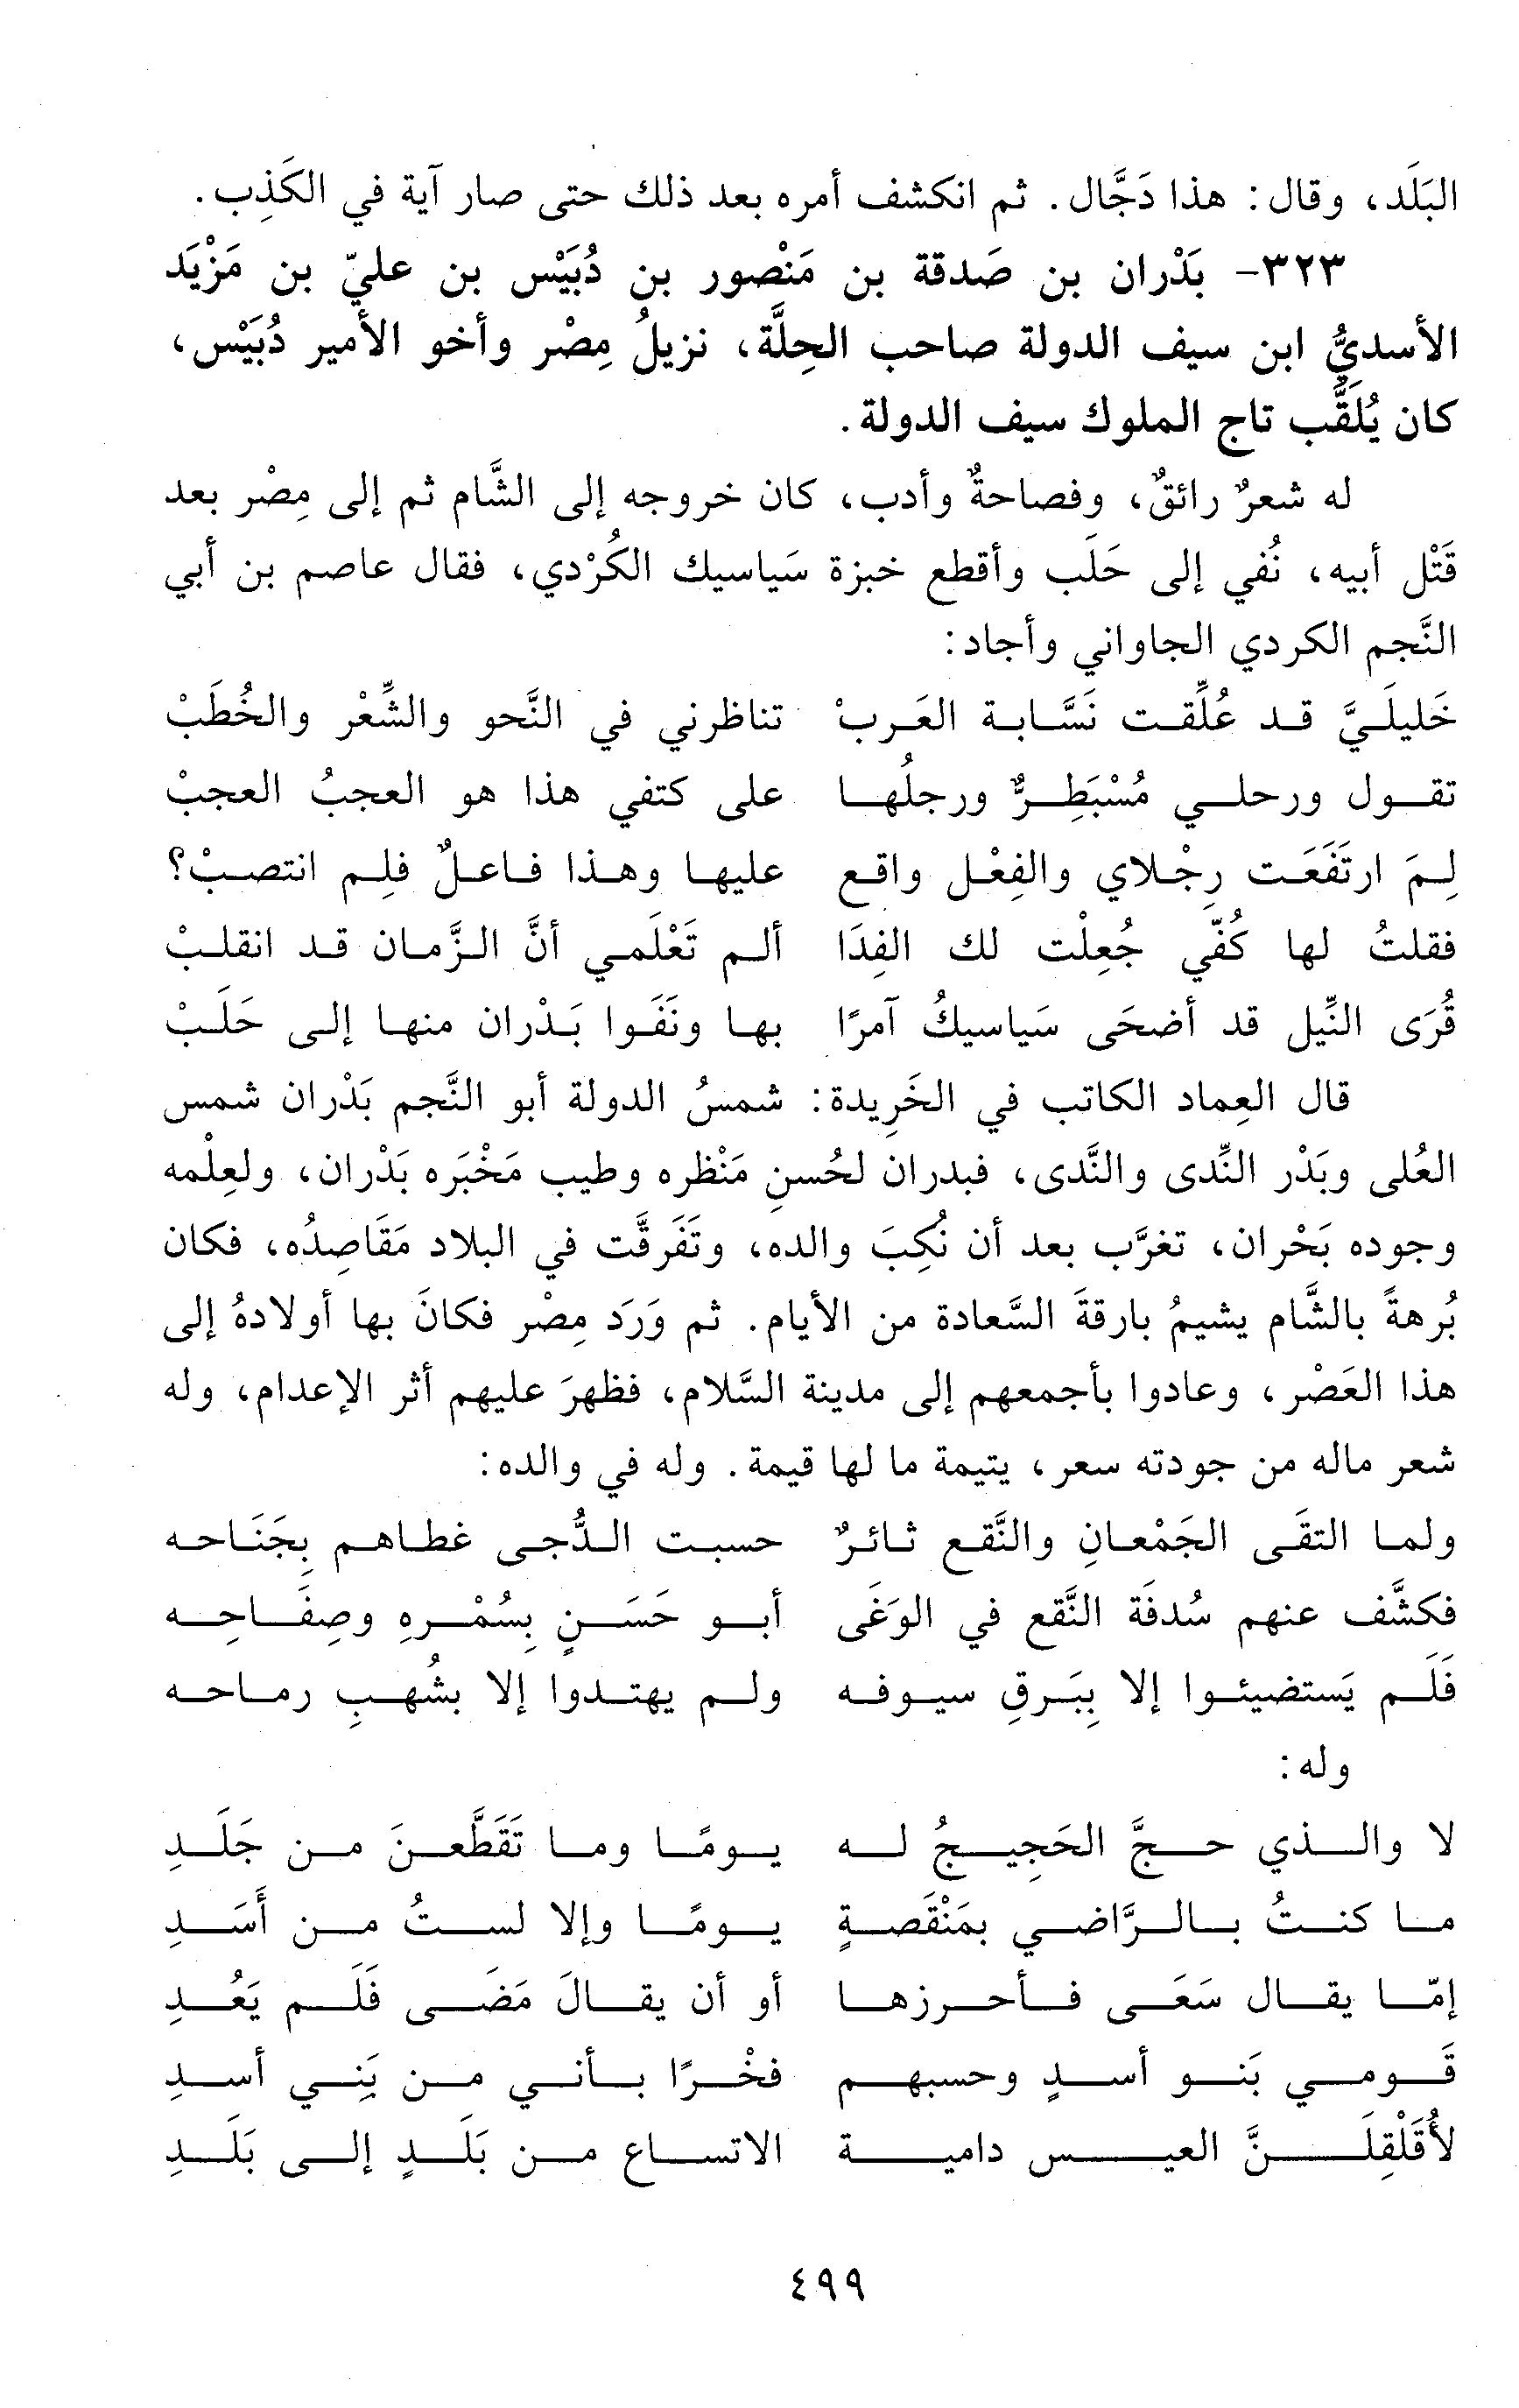 البَلَد، وقال: هذا دَجَّال. ثم انكشف أمره بعد ذلك حتى صار آية في الكَذِب.
٣٢٣- بَدْران بن صَدقة بن مَنْصور بن دُبَيْس بن عليّ بن مَزْيَد
الأسديُّ ابن سيف الدولة صاحب الحِلَّة، نزيلُ مِصْر وأخو الأمير دُبَيْس،
كان يُلَقَّب تاج الملوك سيف الدولة.
له شعرٌ رائقٌ، وفصاحةٌ وأدب، كان خروجه إلى الشَّام ثم إلى مِصْر بعد
قَتْل أبيه، نُفي إلى حَلَب وأقطع خبزة سَياسيك الكُرْدي، فقال عاصم بن أبي
النَّجم الكردي الجاواني وأجاد:
خَليلَيَّ قد عُلِّقت نَسَّابة العَربْ تناظرني في النَّحو والشِّعْر والخُطَبْ
تقول ورحلي مُسْبَطِرٌّ ورجلُها على كتفي هذا هو العجبُ العجبْ
لِمَ ارتَفَعَت رِجْلاي والفِعْل واقع عليها وهذا فاعلٌ فلِم انتصبْ؟
فقلتُ لها كُفّي جُعِلْت لك الفِدَا ألم تَعْلَمي أنَّ الزَّمان قد انقلبْ
قُرَى النِّيل قد أضحَى سَياسيكُ آمرًا بها ونَفَوا بَدْران منها إلى حَلَبْ
قال العِماد الكاتب في الخَرِيدة: شمسُ الدولة أبو النَّجم بَدْران شمس
العُلى وبَدْر النِّدى والنَّدى، فبدران لحُسنِ مَنْظره وطيب مَخْبَره بَدْران، ولعِلْمه
وجوده بَحْران، تغرَّب بعد أن نُكِبَ والده، وتَفَرقَّت في البلاد مَقَاصِدُه، فكان
بُرهةً بالشَّام يشيمُ بارقةَ السَّعادة من الأيام. ثم وَرَدَ مِصْر فكانَ بها أولادهُ إلى
هذا العَصْر، وعادوا بأجمعهم إلى مدينة السَّلام، فظهرَ عليهم أثر الإعدام، وله
شعر ماله من جودته سعر، يتيمة ما لها قيمة. وله في والده:
ولما التقَى الجَمْعانِ والنَّقع ثائرٌ حسبت الدُّجى غطاهم بِجَنَاحه
فكشَّف عنهم سُدفَة النَّقع في الوَغَى أبو حَسَنٍ بِسُمْرهِ وصِفَاحِه
فَلَم يَستضيئوا إلا بِبَرقِ سيوفه ولم يهتدوا إلا بشُهبِ رماحه
وله:
لا والذي حجَّ الحَجِيجُ له يومًا وما تَقَطَّعنَ من جَلَدِ
ما كنتُ بالرَّاضي بمَنْقَصةٍ يومًا وإلا لستُ من أَسَدِ
إمّا يقال سَعَى فأحرزها أو أن يقالَ مَضَى فَلَم يَعُدِ
قَومي بَنو أسدٍ وحسبهم فخْرًا بأني من بَنِي أسدِ
لأُقَلْقِلَنَّ العيس دامية الاتساع من بَلَدٍ إلى بَلَدِ
٤٩٩